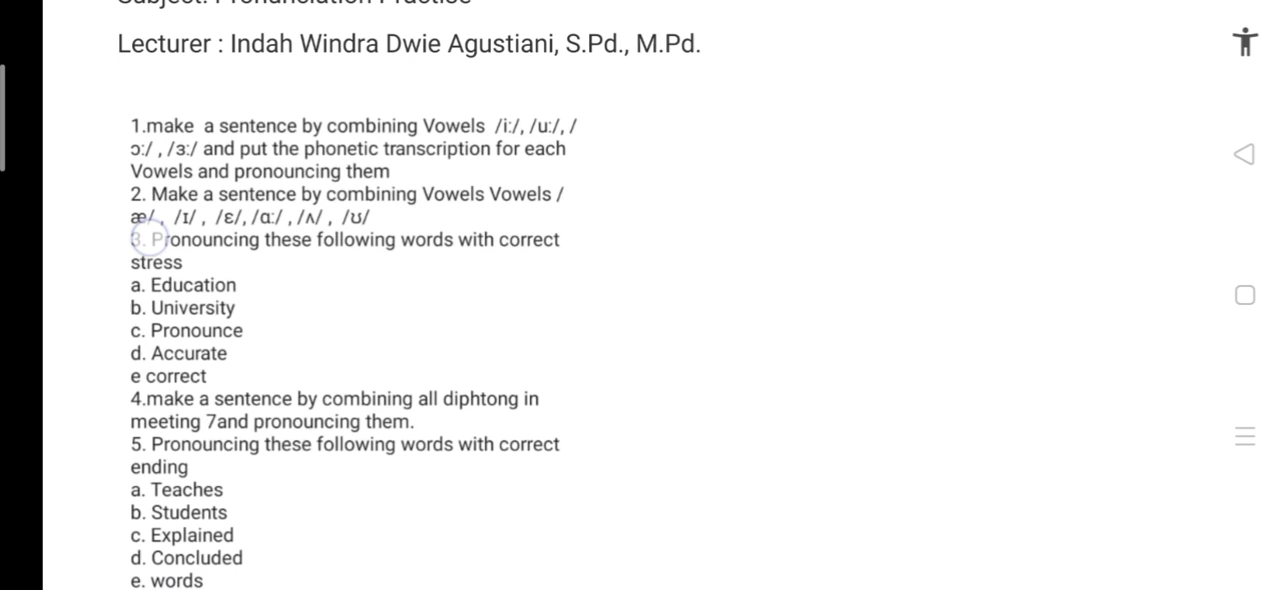 Subject: Pronunciation Practise
Lecturer : Indah Windra Dwie Agustiani, S.Pd., M.Pd.
1.make a sentence by combining Vowels /i:/, /u:/, /
ɔ:/ , /ɜ:/ and put the phonetic transcription for each
Vowels and pronouncing them
2. Make a sentence by combining Vowels Vowels /
æ/ , /ɪ/ , /ɛ/, /ɑ:/ , /ʌ/ , /ʊ/
3. Pronouncing these following words with correct
stress
a. Education
b. University
c. Pronounce
d. Accurate
e correct
4.make a sentence by combining all diphtong in
meeting 7and pronouncing them.
5. Pronouncing these following words with correct
ending
a. Teaches
b. Students
c. Explained
d. Concluded
e. words